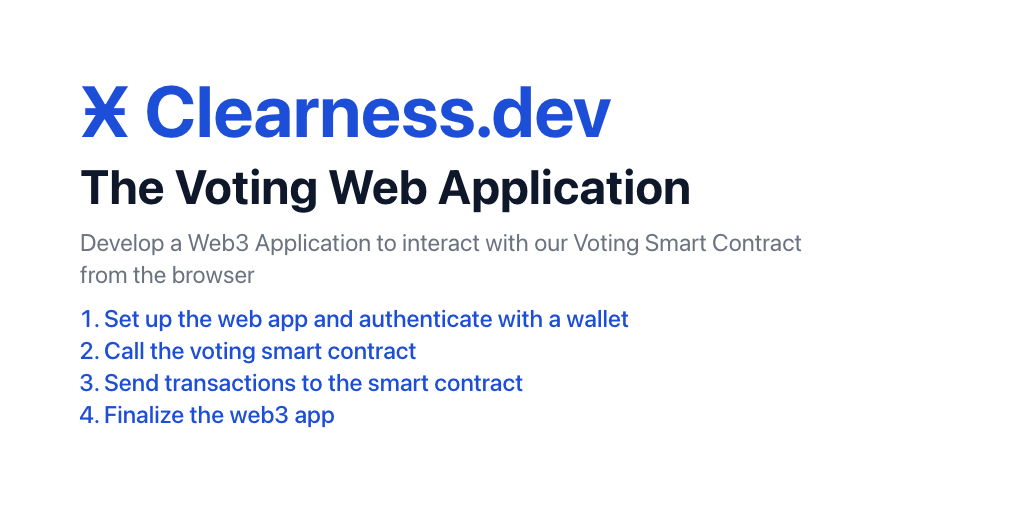 Ӿ Clearness.dev
The Voting Web Application
Develop a Web3 Application to interact with our Voting Smart Contract
from the browser
1. Set up the web app and authenticate with a wallet
2. Call the voting smart contract
3. Send transactions to the smart contract
4. Finalize the web3 app